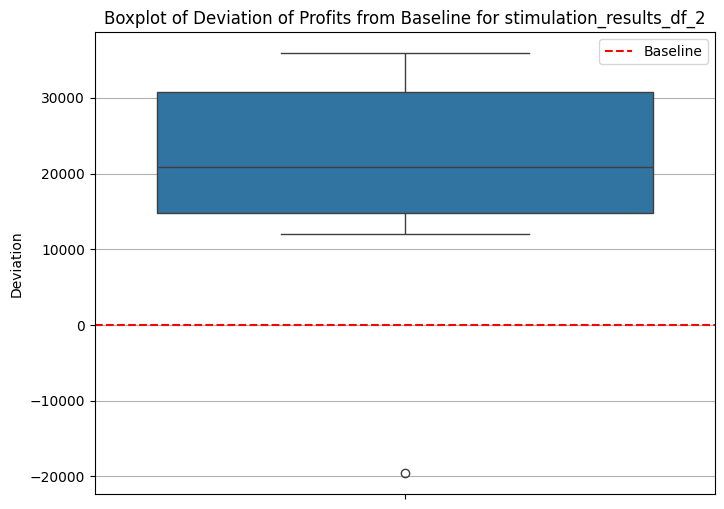 Boxplot of Deviation of Profits from Baseline for stimulation_results_df_2
Baseline
30000
20000
10000
0
−10000
−20000
Deviation